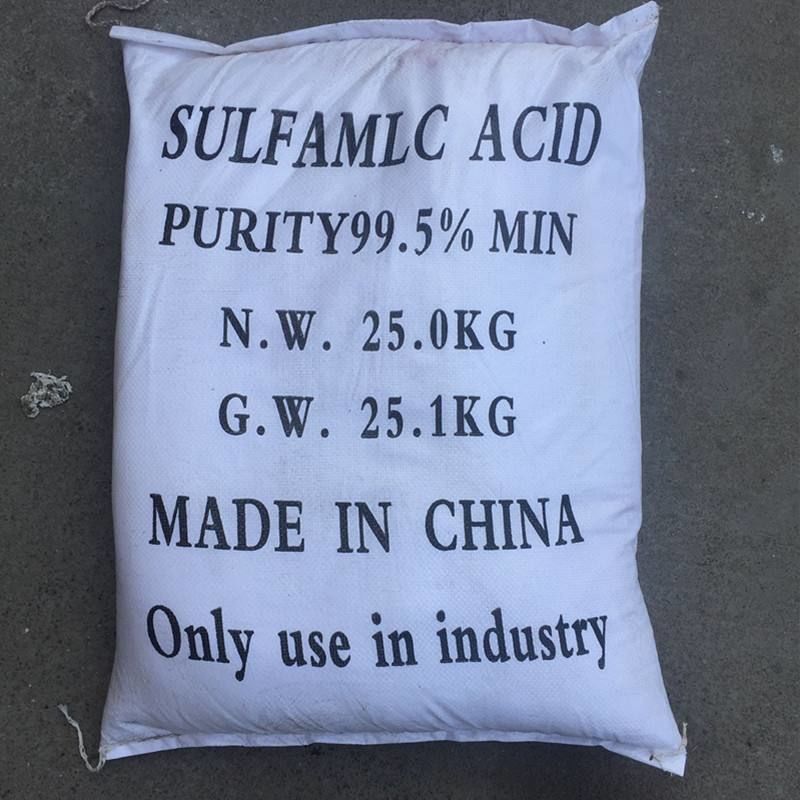 SULFAMLC ACID
PURITY99.5% MIN
N.W. 25.0KG
G.W. 25.1KG
MADE IN CHINA
Only use in industry